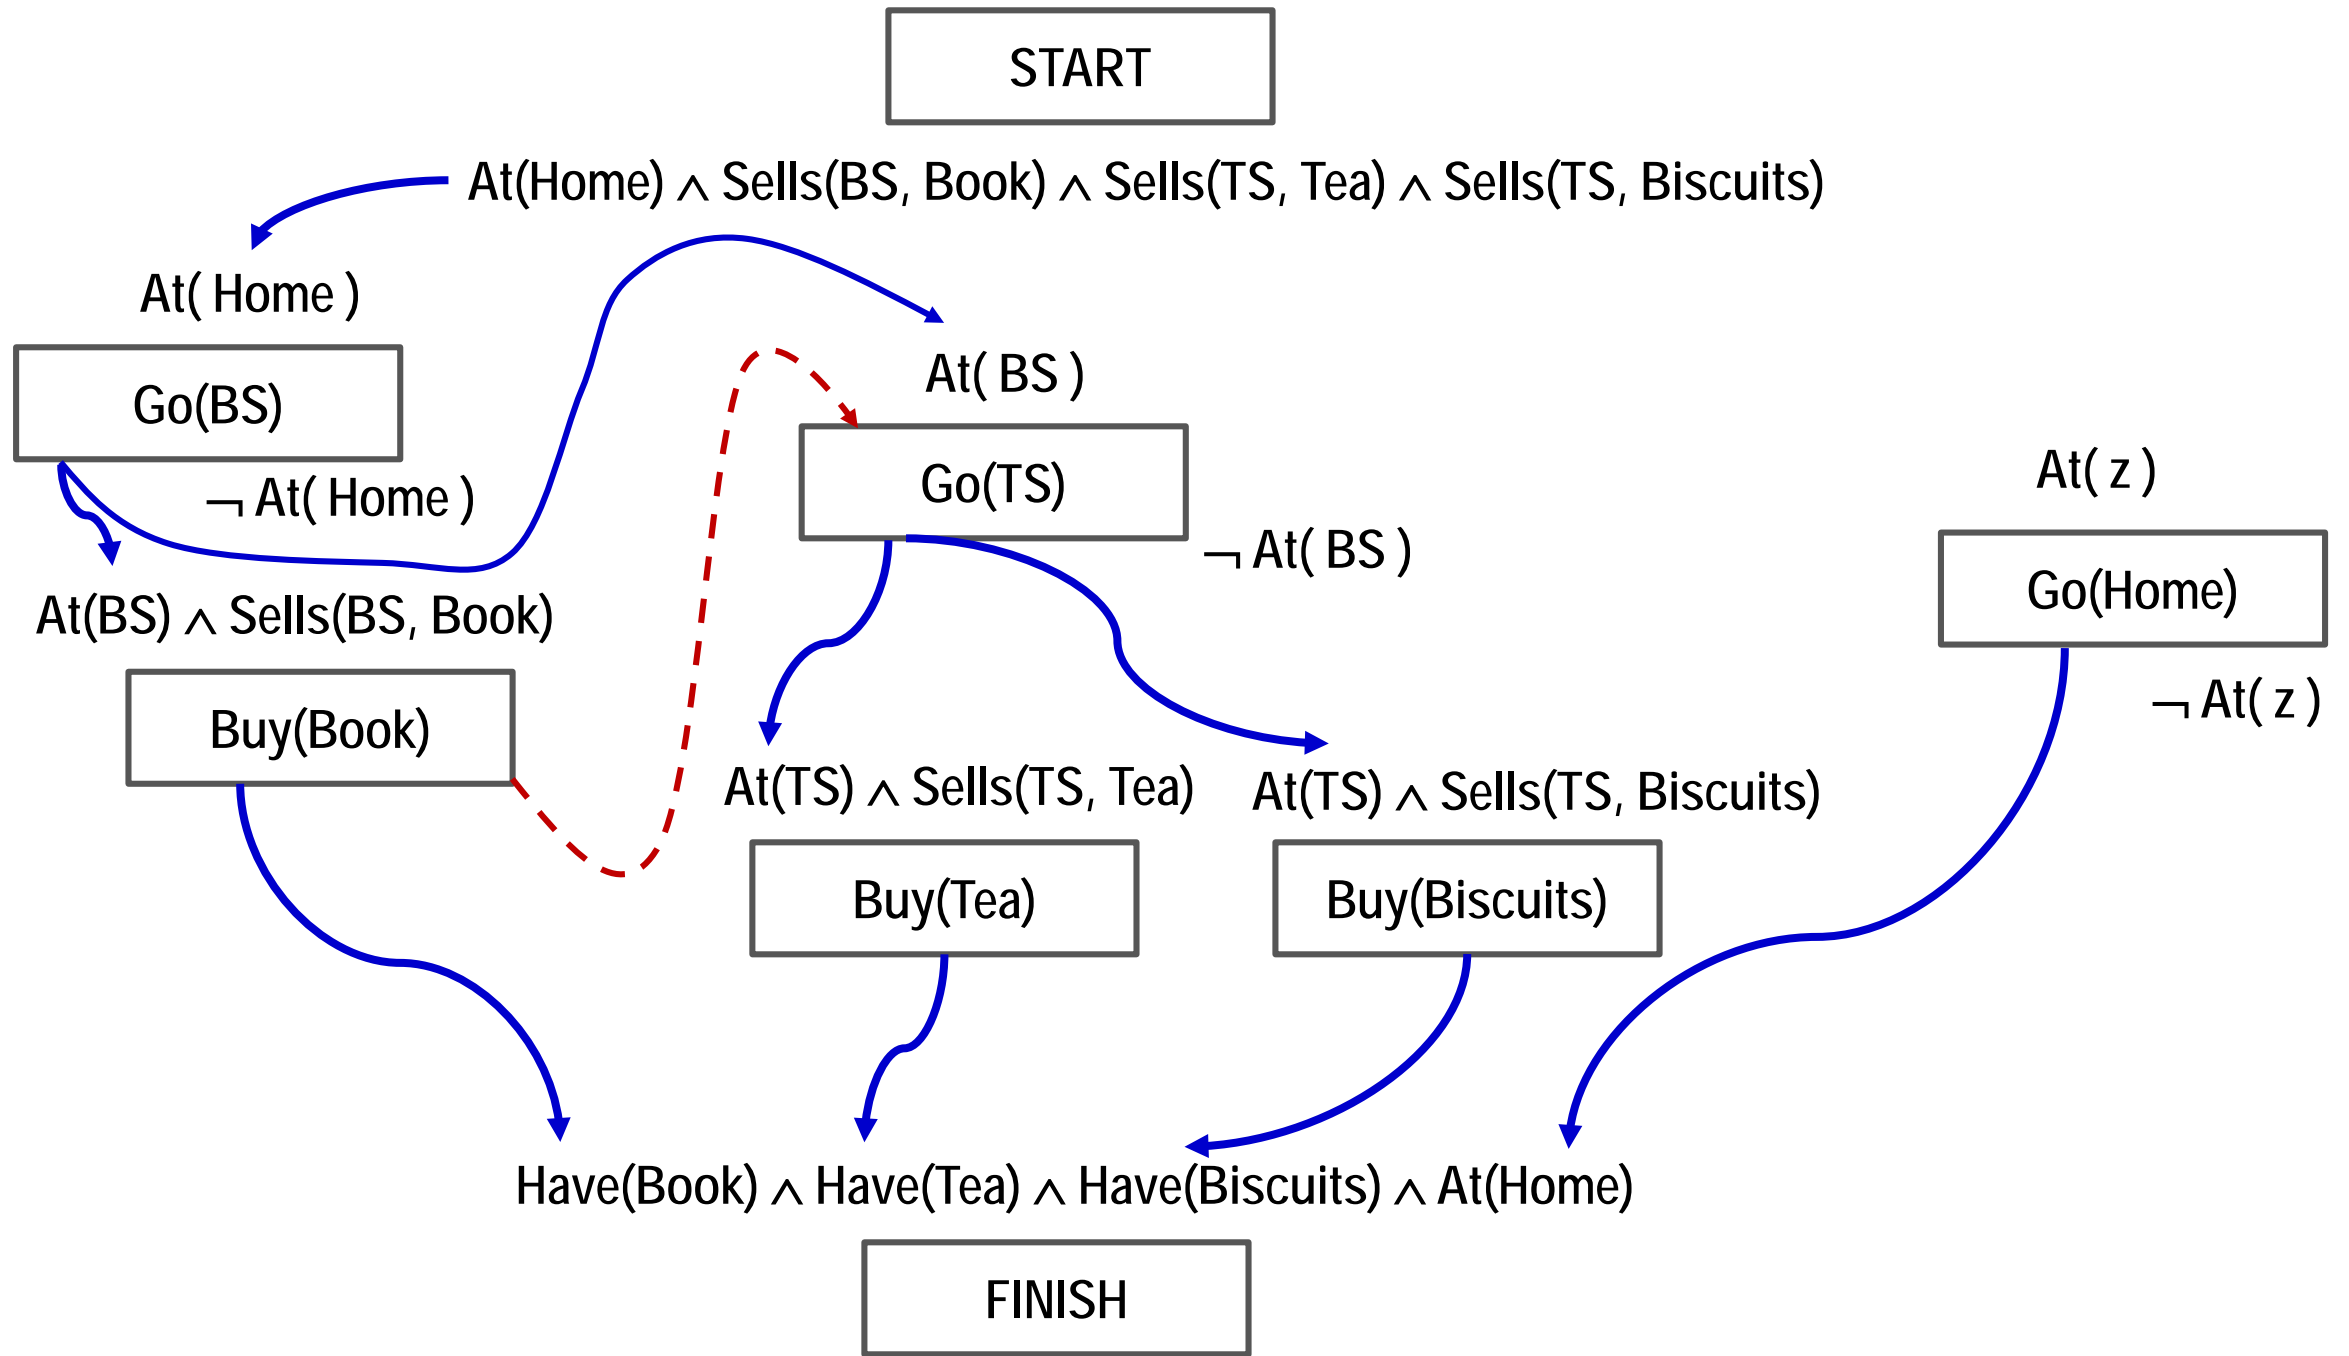 START
At(Home) ∧ Sells(BS, Book) ∧ Sells(TS, Tea) ∧ Sells(TS, Biscuits)
At( Home )
Go(BS)
¬ At( Home )
At( BS )
Go(TS)
¬ At( BS )
At( z )
Go(Home)
¬ At( z )
At(BS) ∧ Sells(BS, Book)
Buy(Book)
At(TS) ∧ Sells(TS, Tea)
Buy(Tea)
At(TS) ∧ Sells(TS, Biscuits)
Buy(Biscuits)
Have(Book) ∧ Have(Tea) ∧ Have(Biscuits) ∧ At(Home)
FINISH